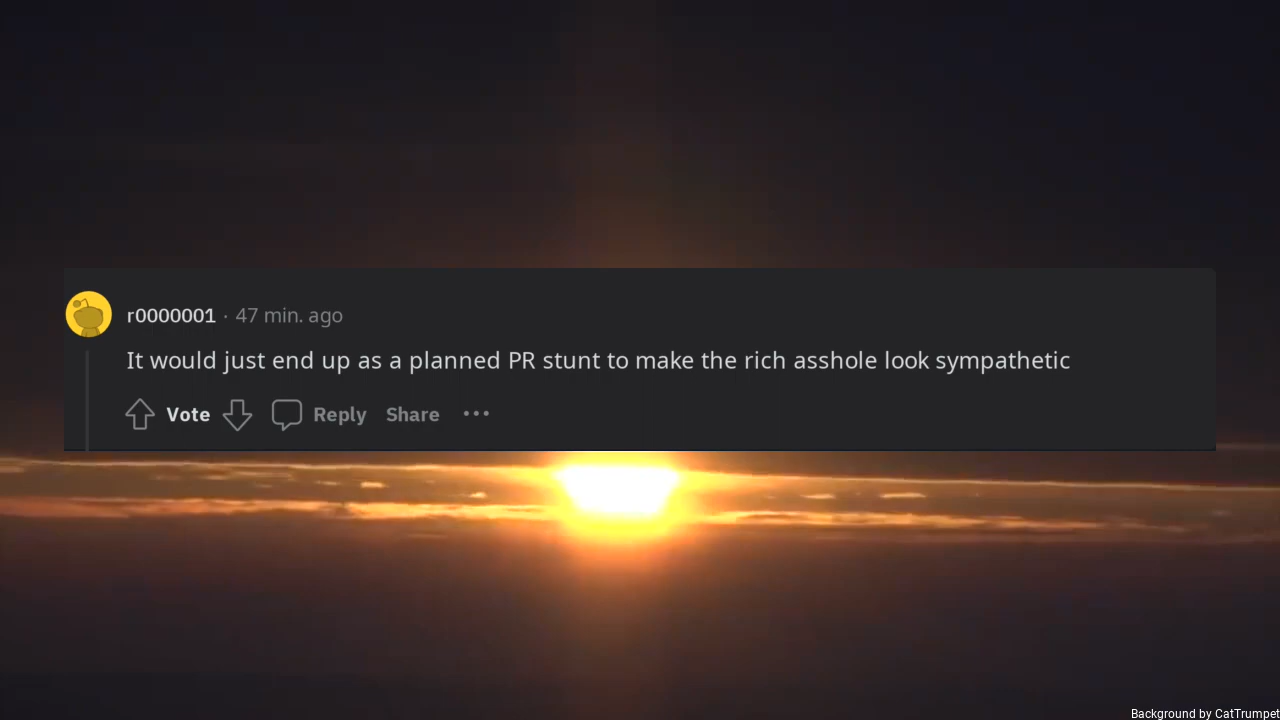 r0000001 · 47 min. ago
It would just end up as a planned PR stunt to make the rich asshole look sympathetic
Vote Reply Share ...
Background by CatTrumpet